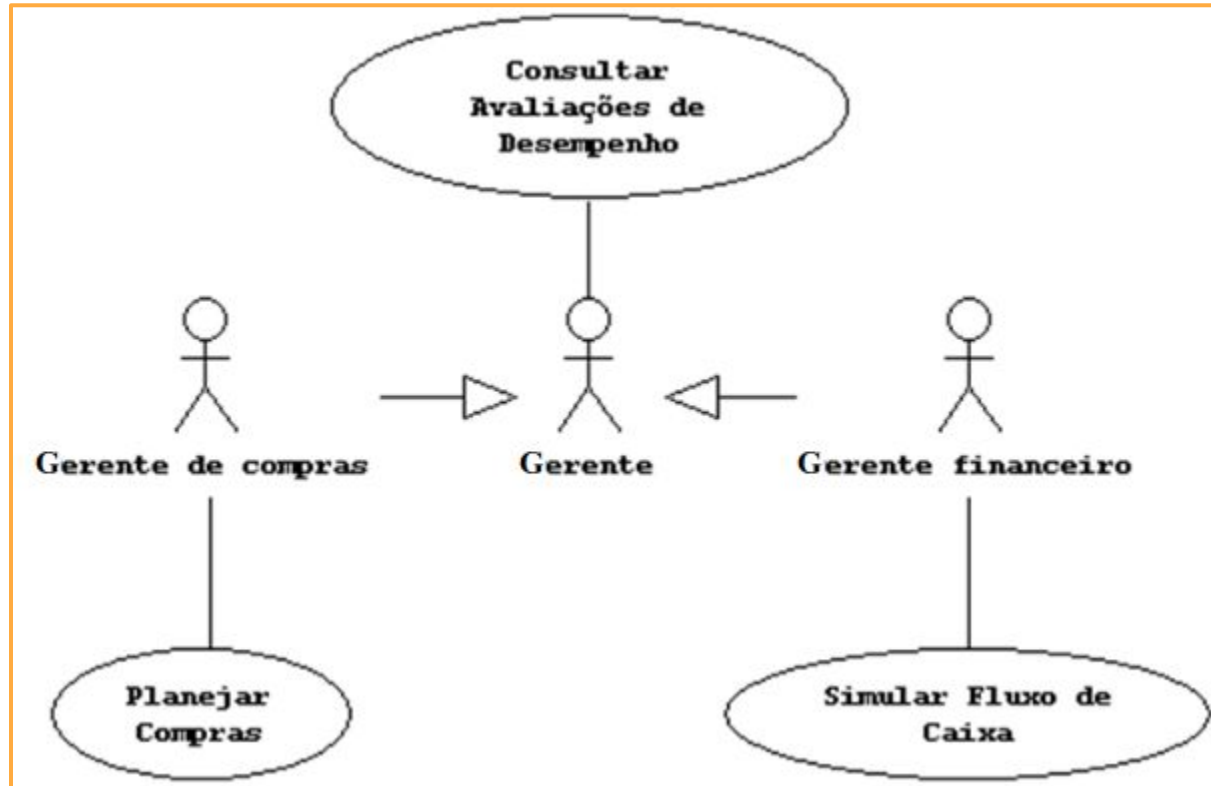 Consultar
Avaliações de
Desempenho
Gerente de compras
Gerente
Gerente financeiro
Planejar
Compras
Simular Fluxo de
Caixa